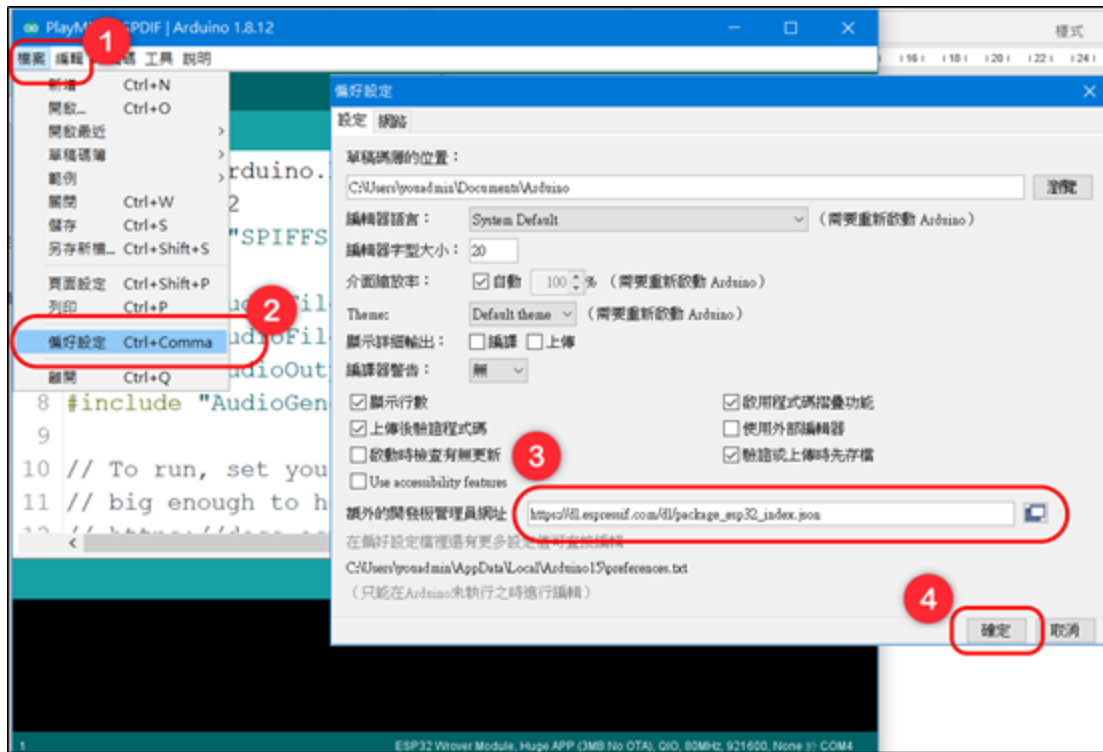 PlayM SPDIF | Arduino 1.8.12
1
檔案 編輯 碼 工具 說明
新增 Ctrl+N
開啟... Ctrl+O
開啟最近
草稿碼簿
範例
關閉 Ctrl+W
儲存 Ctrl+S
另存新檔... Ctrl+Shift+S
頁面設定 Ctrl+Shift+P
列印 Ctrl+P
2
偏好設定 Ctrl+Comma
離開 Ctrl+Q
rduino.
2
"SPIFFS
udioFil
udioOut
8 #include "AudioGen
9
10 // To run, set you
11 // big enough to h
樣式
16 18 20 22 24
偏好設定
設定 網路
草稿碼簿的位置：
C:\Users\youadmin\Documents\Arduino 瀏覽
編輯器語言： System Default （需要重新啟動 Arduino）
編輯器字型大小： 20
介面縮放率： 自動 100 % （需要重新啟動 Arduino）
Theme: Default theme （需要重新啟動 Arduino）
顯示詳細輸出： 編譯 上傳
編譯器警告： 無
顯示行數 啟用程式碼摺疊功能
上傳後驗證程式碼 使用外部編輯器
啟動時檢查有無更新 驗證或上傳時先存檔
3
Use accessibility features
額外的開發板管理員網址 https://dl.espressif.com/dl/package_esp32_index.json
在偏好設定檔裡還有更多設定值可直接編輯
C:\Users\youadmin\AppData\Local\Arduino15\preferences.txt
（只能在Arduino未執行之時進行編輯）
4
確定 取消
1 ESP32 Wrover Module, Huge APP (3MB No OTA), QIO, 80MHz, 921600, None 於 COM4